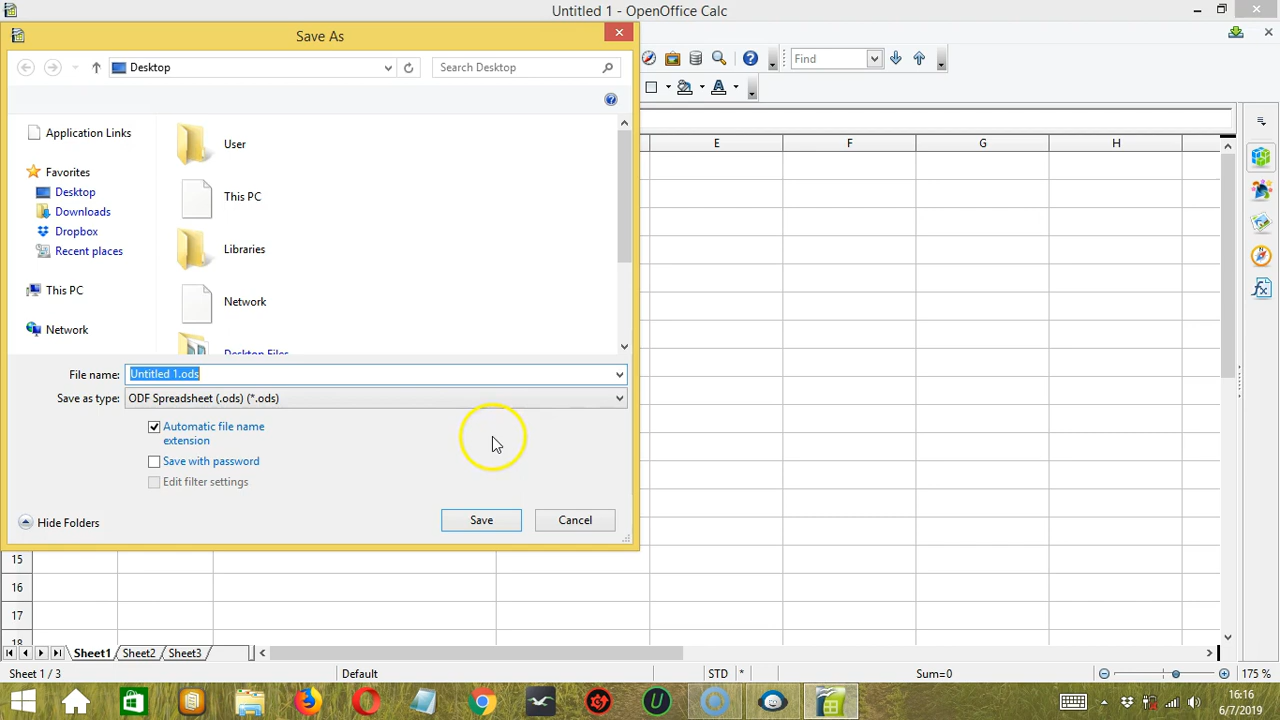 Untitled 1 - OpenOffice Calc
Save As
Desktop
Search Desktop
Find
Application Links
Favorites
Desktop
Downloads
Dropbox
Recent places
This PC
Network
User
This PC
Libraries
Network
Desktop Files
E F G H
File name: Untitled 1.ods
Save as type: ODF Spreadsheet (.ods) (*.ods)
Automatic file name
extension
Save with password
Edit filter settings
Hide Folders
Save
Cancel
15
16
17
18
Sheet1 Sheet2 Sheet3
Sheet 1 / 3 Default STD * Sum=0 175 %
16:16
6/7/2019